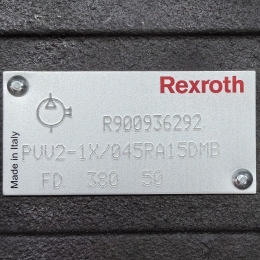 Rexroth
R900936292
PVV2-1X/045RA15DMB
FD 380 50
Made in Italy